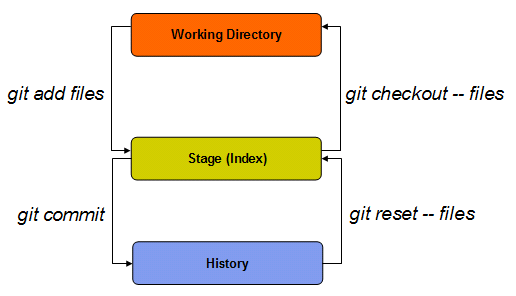 Working Directory
git add files
git checkout -- files
Stage (Index)
git commit
git reset -- files
History